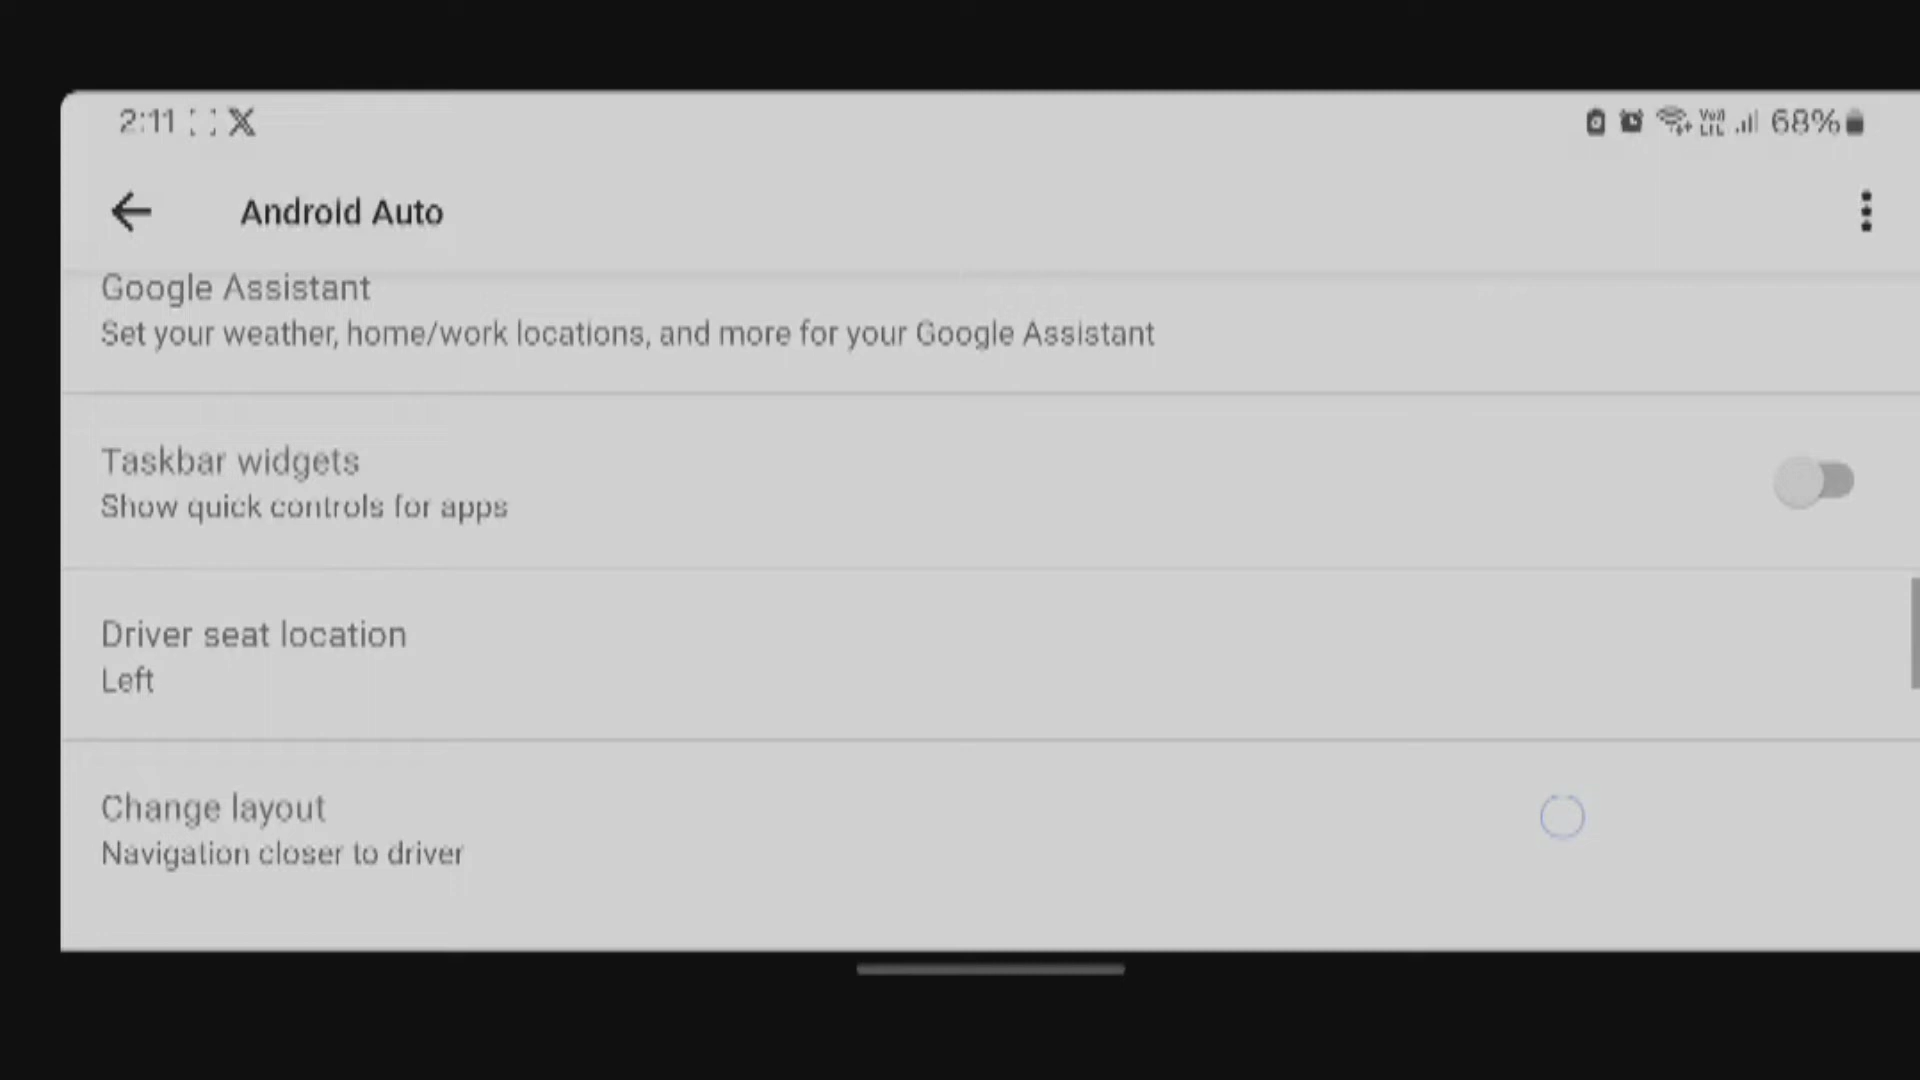 2:11
68%
Android Auto
Google Assistant
Set your weather, home/work locations, and more for your Google Assistant
Taskbar widgets
Show quick controls for apps
Driver seat location
Left
Change layout
Navigation closer to driver